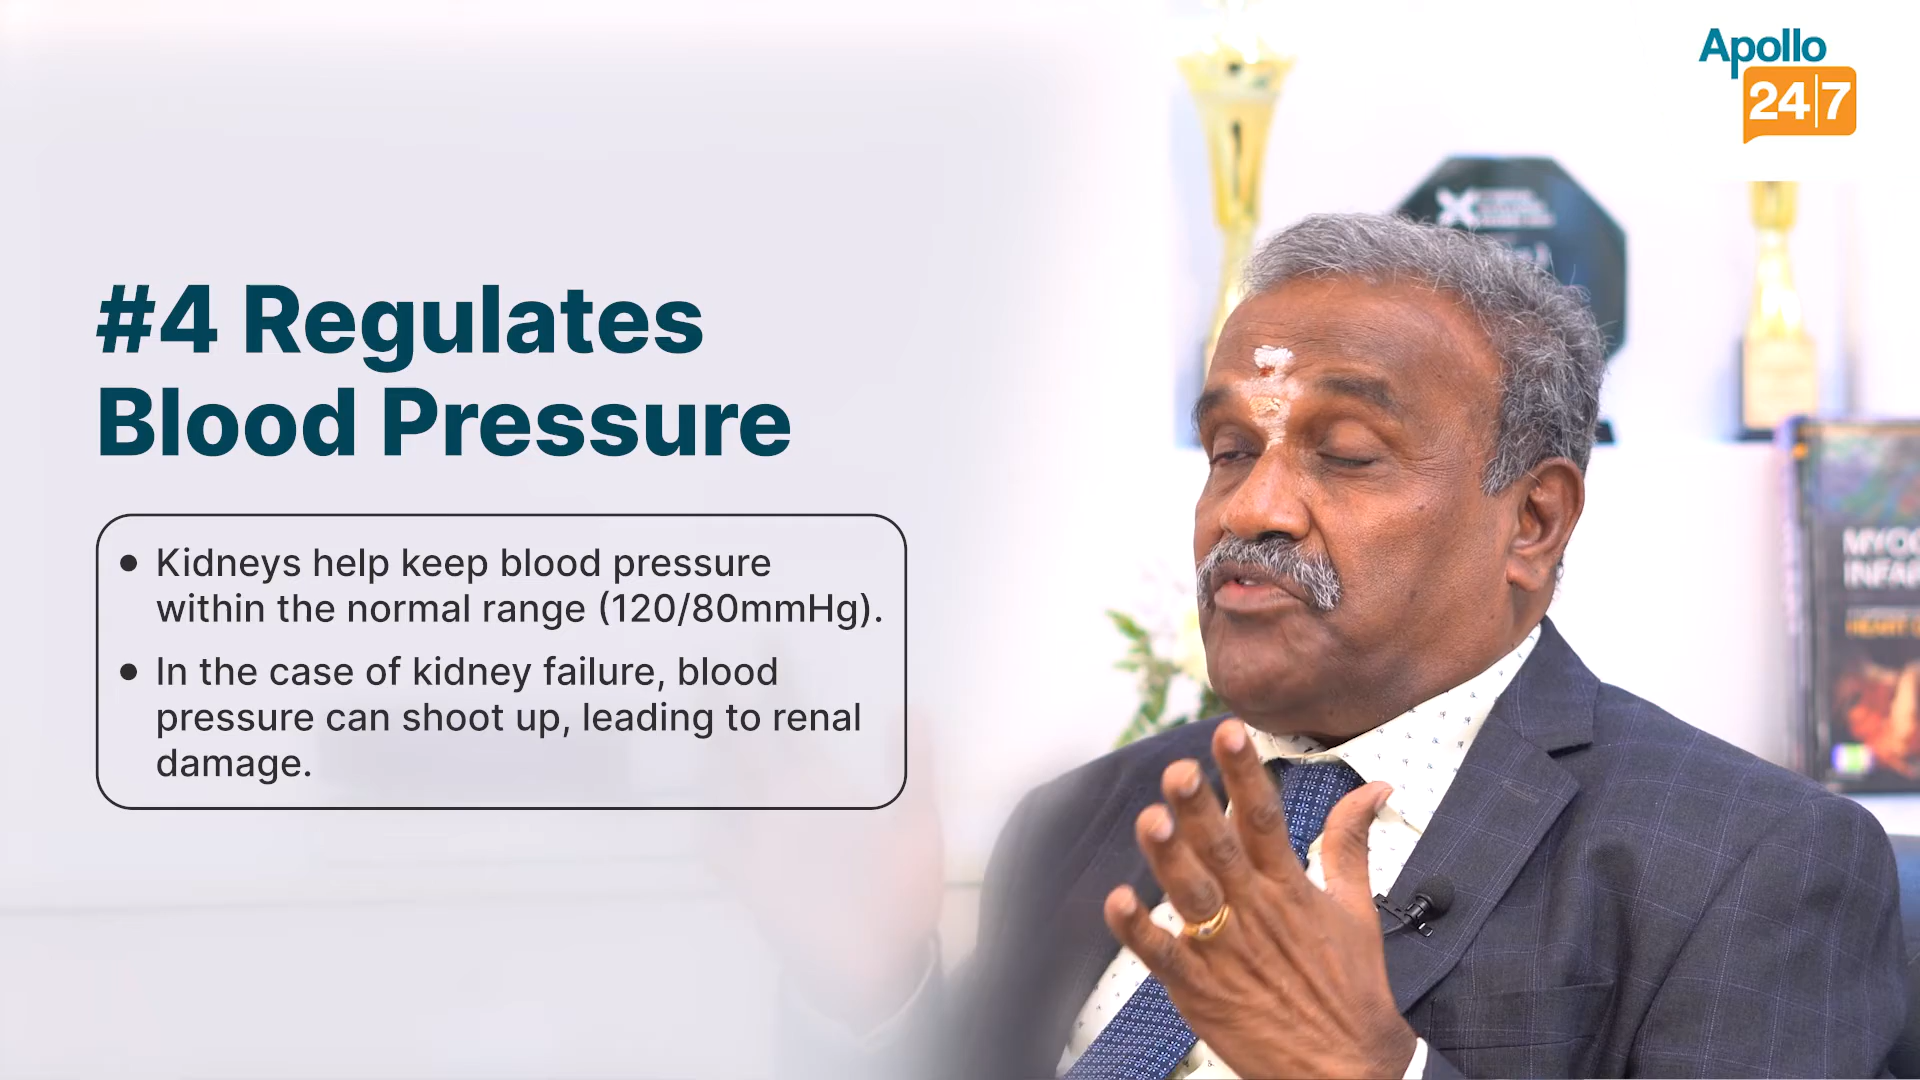 Apollo
24|7
#4 Regulates
Blood Pressure
• Kidneys help keep blood pressure
within the normal range (120/80mmHg).
• In the case of kidney failure, blood
pressure can shoot up, leading to renal
damage.